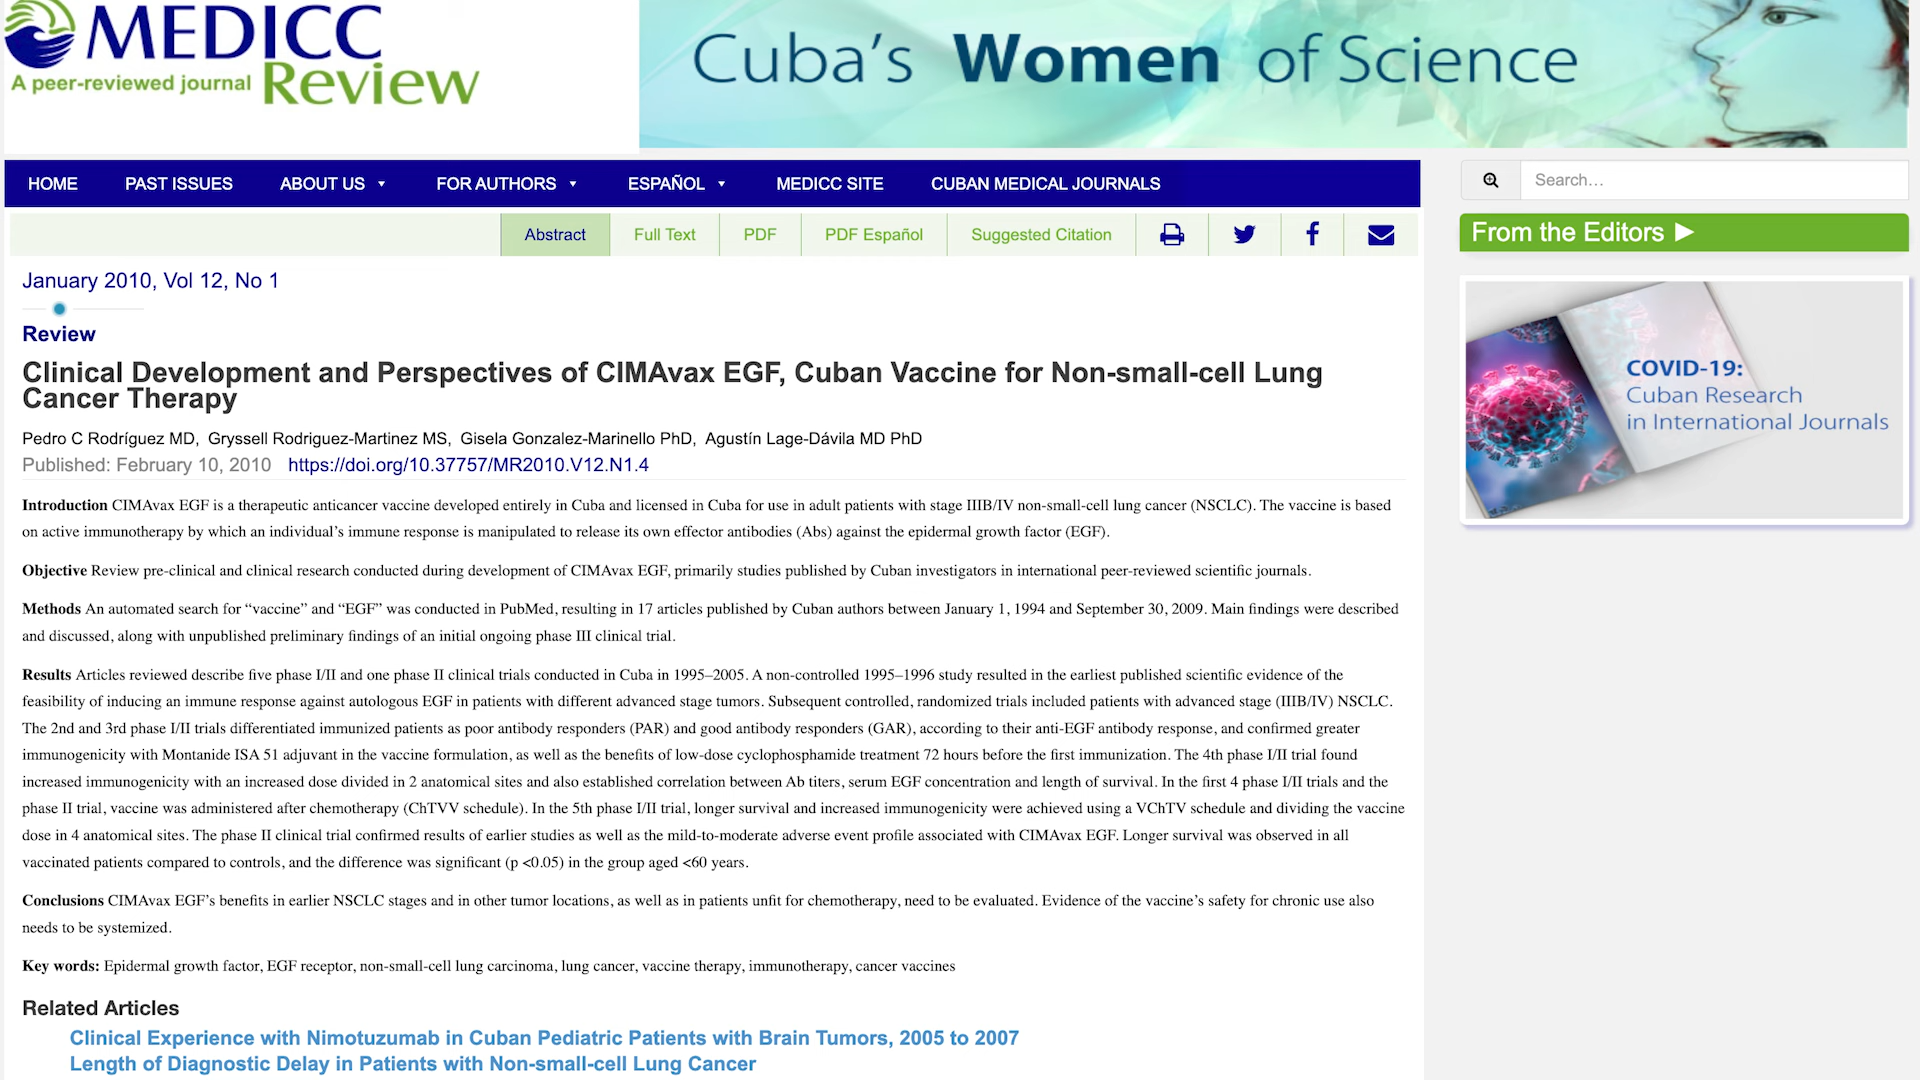 MEDICC
A peer-reviewed journal Review
Cuba's Women of Science
HOME PAST ISSUES ABOUT US FOR AUTHORS ESPAÑOL MEDICC SITE CUBAN MEDICAL JOURNALS
Search…
Abstract Full Text PDF PDF Español Suggested Citation
From the Editors
January 2010, Vol 12, No 1
Review
Clinical Development and Perspectives of CIMAvax EGF, Cuban Vaccine for Non-small-cell Lung
Cancer Therapy
Pedro C Rodríguez MD, Gryssell Rodriguez-Martinez MS, Gisela Gonzalez-Marinello PhD, Agustín Lage-Dávila MD PhD
Published: February 10, 2010 https://doi.org/10.37757/MR2010.V12.N1.4
Introduction CIMAvax EGF is a therapeutic anticancer vaccine developed entirely in Cuba and licensed in Cuba for use in adult patients with stage IIIB/IV non-small-cell lung cancer (NSCLC). The vaccine is based
on active immunotherapy by which an individual’s immune response is manipulated to release its own effector antibodies (Abs) against the epidermal growth factor (EGF).
Objective Review pre-clinical and clinical research conducted during development of CIMAvax EGF, primarily studies published by Cuban investigators in international peer-reviewed scientific journals.
Methods An automated search for “vaccine” and “EGF” was conducted in PubMed, resulting in 17 articles published by Cuban authors between January 1, 1994 and September 30, 2009. Main findings were described
and discussed, along with unpublished preliminary findings of an initial ongoing phase III clinical trial.
Results Articles reviewed describe five phase I/II and one phase II clinical trials conducted in Cuba in 1995–2005. A non-controlled 1995–1996 study resulted in the earliest published scientific evidence of the
feasibility of inducing an immune response against autologous EGF in patients with different advanced stage tumors. Subsequent controlled, randomized trials included patients with advanced stage (IIIB/IV) NSCLC.
The 2nd and 3rd phase I/II trials differentiated immunized patients as poor antibody responders (PAR) and good antibody responders (GAR), according to their anti-EGF antibody response, and confirmed greater
immunogenicity with Montanide ISA 51 adjuvant in the vaccine formulation, as well as the benefits of low-dose cyclophosphamide treatment 72 hours before the first immunization. The 4th phase I/II trial found
increased immunogenicity with an increased dose divided in 2 anatomical sites and also established correlation between Ab titers, serum EGF concentration and length of survival. In the first 4 phase I/II trials and the
phase II trial, vaccine was administered after chemotherapy (ChTVV schedule). In the 5th phase I/II trial, longer survival and increased immunogenicity were achieved using a VChTV schedule and dividing the vaccine
dose in 4 anatomical sites. The phase II clinical trial confirmed results of earlier studies as well as the mild-to-moderate adverse event profile associated with CIMAvax EGF. Longer survival was observed in all
vaccinated patients compared to controls, and the difference was significant (p <0.05) in the group aged <60 years.
Conclusions CIMAvax EGF’s benefits in earlier NSCLC stages and in other tumor locations, as well as in patients unfit for chemotherapy, need to be evaluated. Evidence of the vaccine’s safety for chronic use also
needs to be systemized.
Key words: Epidermal growth factor, EGF receptor, non-small-cell lung carcinoma, lung cancer, vaccine therapy, immunotherapy, cancer vaccines
Related Articles
Clinical Experience with Nimotuzumab in Cuban Pediatric Patients with Brain Tumors, 2005 to 2007
Length of Diagnostic Delay in Patients with Non-small-cell Lung Cancer
COVID-19:
Cuban Research
in International Journals